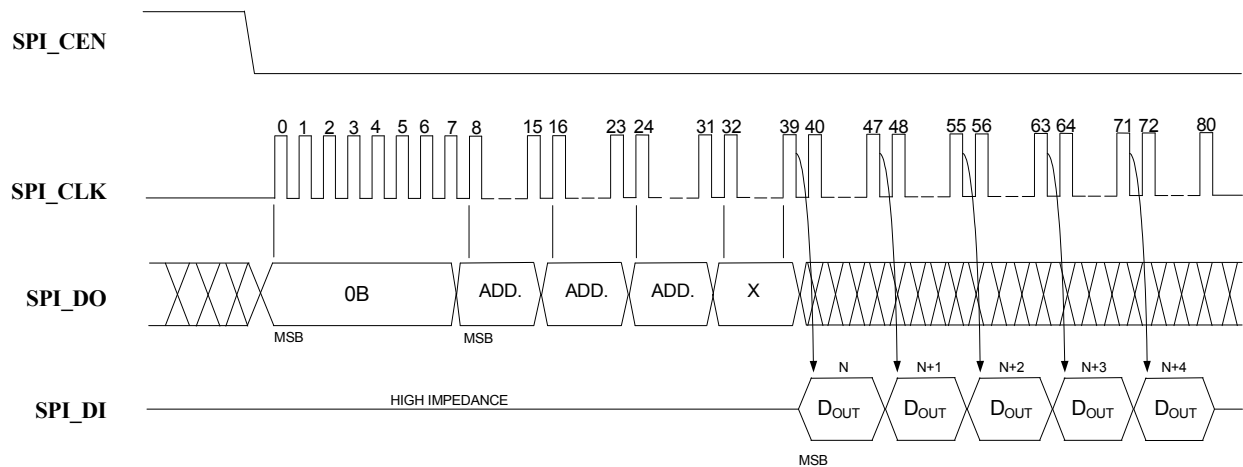 SPI_CEN
0 1 2 3 4 5 6 7 8 15 16 23 24 31 32 39 40 47 48 55 56 63 64 71 72 80
SPI_CLK
SPI_DO
0B ADD. ADD. ADD. X
MSB MSB
N N+1 N+2 N+3 N+4
SPI_DI
HIGH IMPEDANCE
DOUT DOUT DOUT DOUT DOUT
MSB